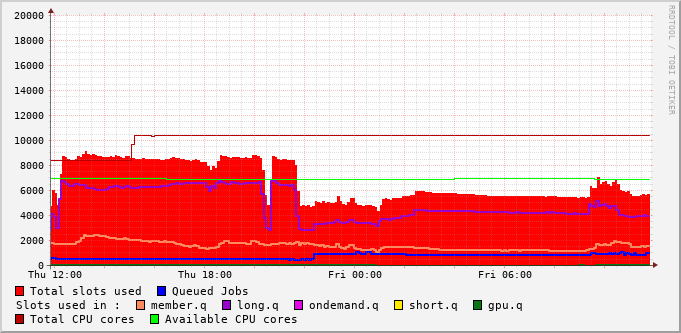 20000
18000
16000
14000
12000
10000
8000
6000
4000
2000
0
Thu 12:00 Thu 18:00 Fri 00:00 Fri 06:00
RRDTOOL / TOBI OETIKER
Total slots used Queued Jobs
Slots used in : member.q long.q ondemand.q short.q gpu.q
Total CPU cores Available CPU cores